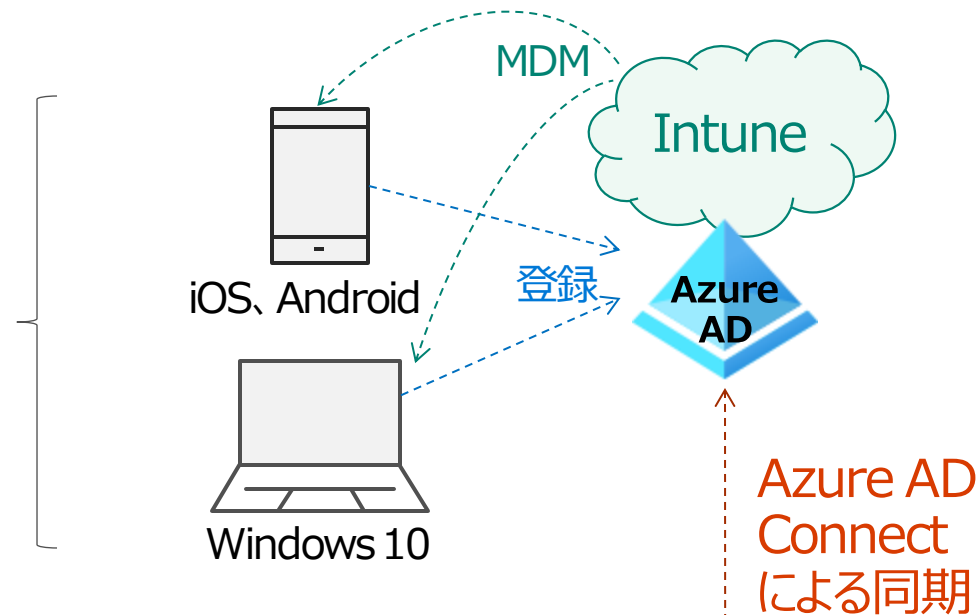 MDM
Intune
iOS、Android
登録
Azure
AD
Windows 10
Azure AD
Connect
による同期